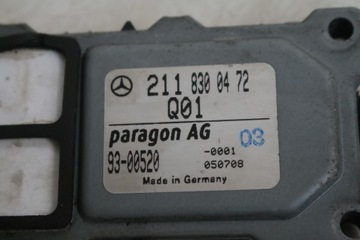 211 830 04 72
Q01
paragon AG 03
93-00520 -0001
050708
Made in Germany